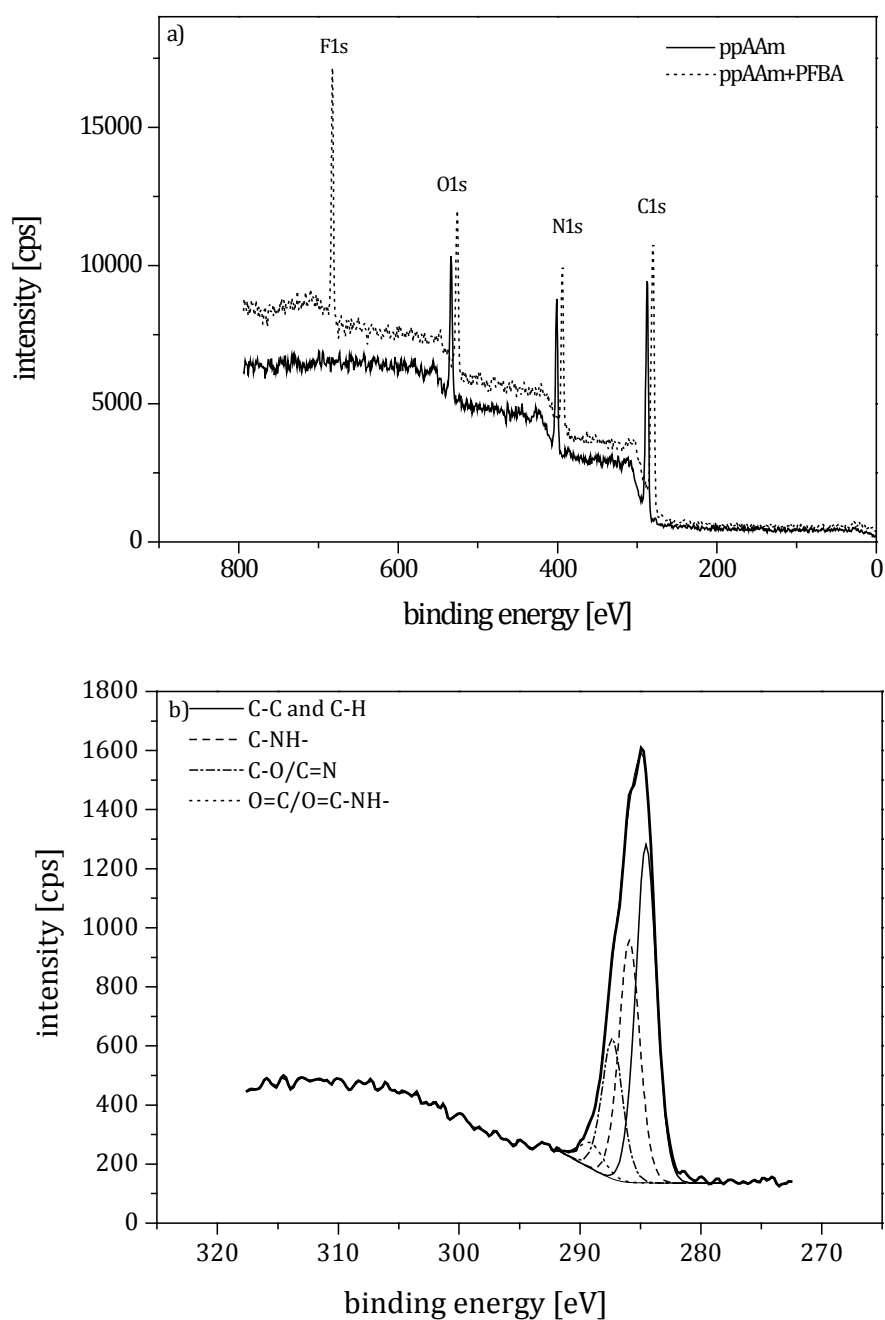 a)
F1s
ppAAm
ppAAm+PFBA
O1s
N1s
C1s
15000
10000
5000
0
intensity [cps]
800 600 400 200 0
binding energy [eV]
b)
C-C and C-H
C-NH-
C-O/C=N
O=C/O=C-NH-
1800
1600
1400
1200
1000
800
600
400
200
0
intensity [cps]
320 310 300 290 280 270
binding energy [eV]